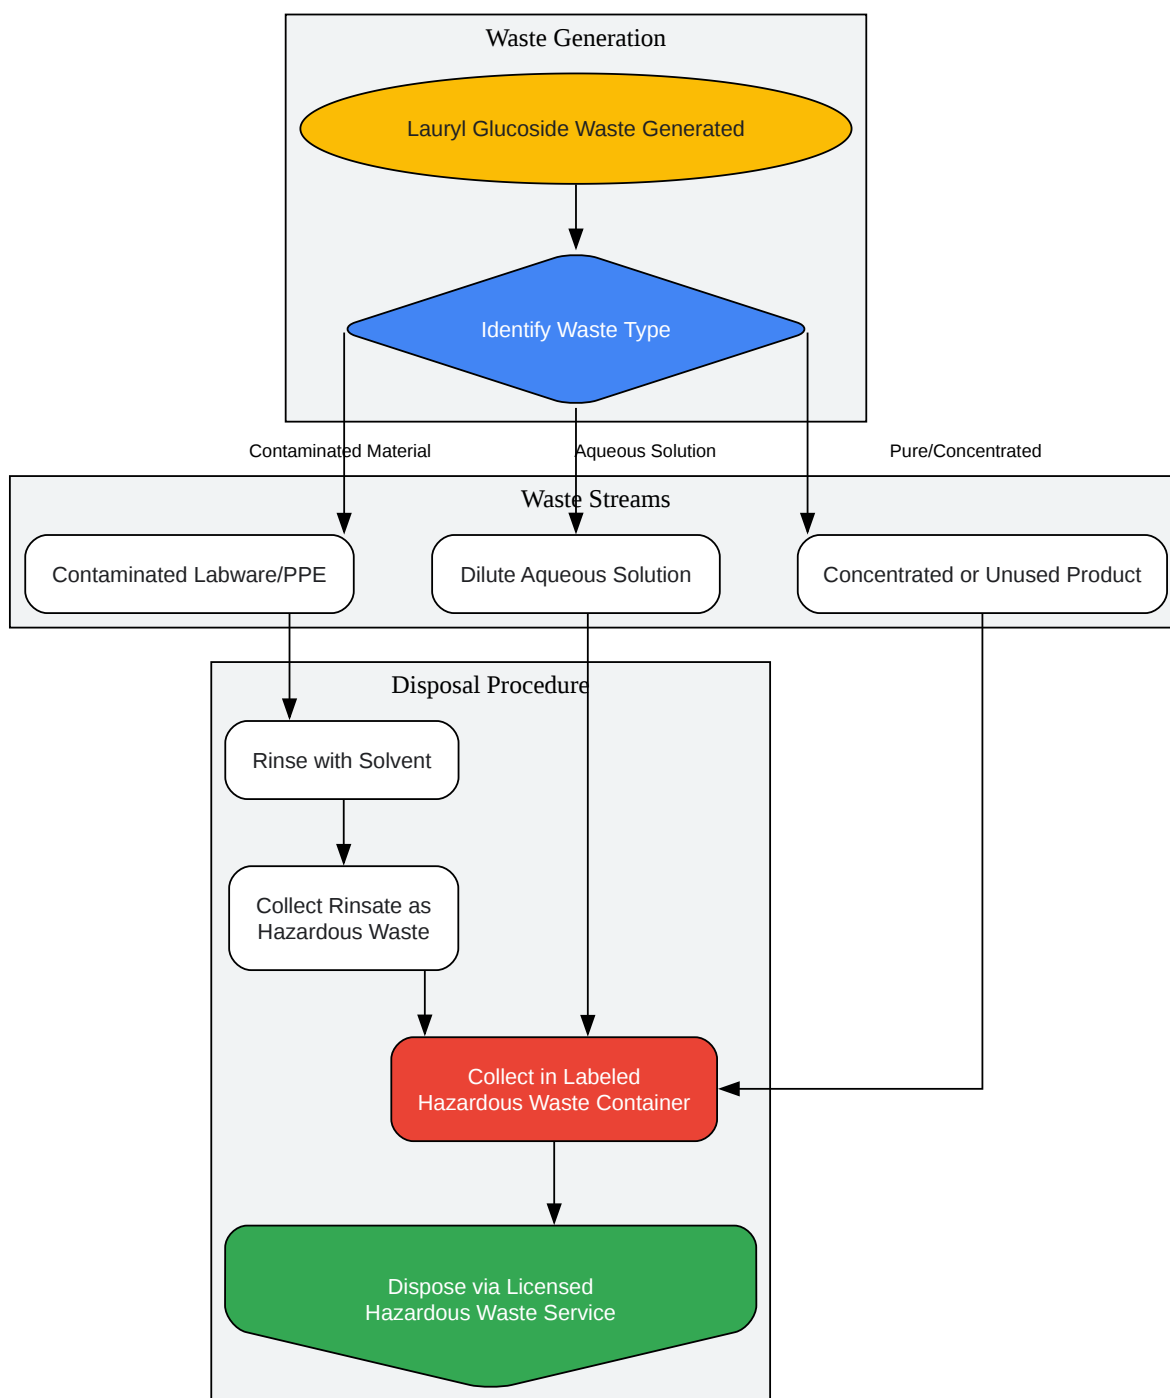 Waste Generation
Lauryl Glucoside Waste Generated
Identify Waste Type
Contaminated Material
Aqueous Solution
Pure/Concentrated
Waste Streams
Contaminated Labware/PPE
Dilute Aqueous Solution
Concentrated or Unused Product
Disposal Procedure
Rinse with Solvent
Collect Rinsate as
Hazardous Waste
Collect in Labeled
Hazardous Waste Container
Dispose via Licensed
Hazardous Waste Service